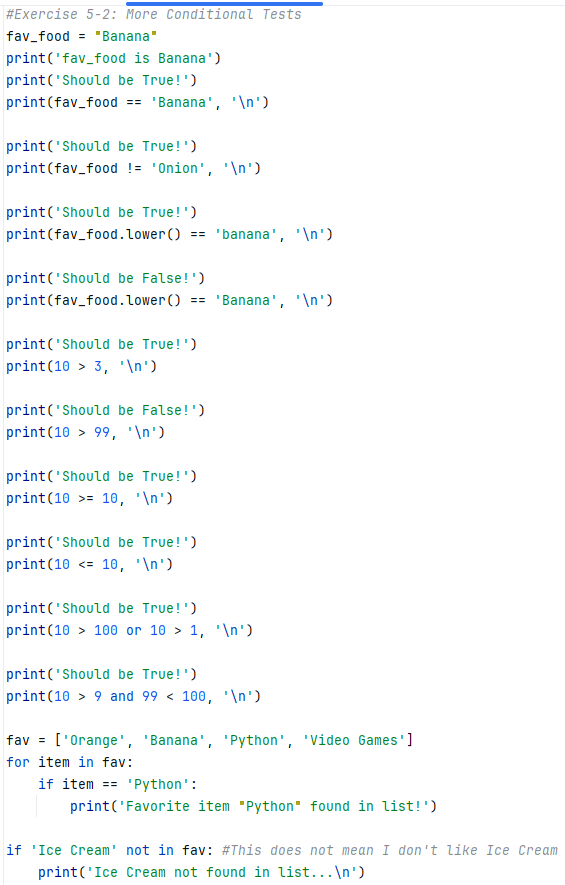 #Exercise 5-2: More Conditional Tests
fav_food = "Banana"
print('fav_food is Banana')
print('Should be True!')
print(fav_food == 'Banana', '\n')
print('Should be True!')
print(fav_food != 'Onion', '\n')
print('Should be True!')
print(fav_food.lower() == 'banana', '\n')
print('Should be False!')
print(fav_food.lower() == 'Banana', '\n')
print('Should be True!')
print(10 > 3, '\n')
print('Should be False!')
print(10 > 99, '\n')
print('Should be True!')
print(10 >= 10, '\n')
print('Should be True!')
print(10 <= 10, '\n')
print('Should be True!')
print(10 > 100 or 10 > 1, '\n')
print('Should be True!')
print(10 > 9 and 99 < 100, '\n')
fav = ['Orange', 'Banana', 'Python', 'Video Games']
for item in fav:
    if item == 'Python':
        print('Favorite item "Python" found in list!')
if 'Ice Cream' not in fav: #This does not mean I don't like Ice Cream
    print('Ice Cream not found in list...\n')